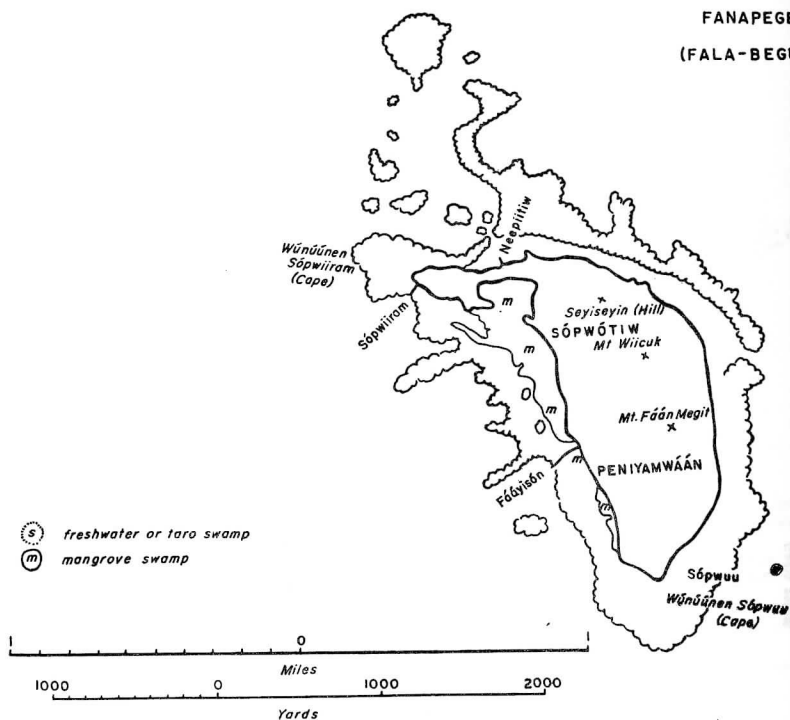 FANAPEGE
(FALA-BEGU
Neepiitiw
Wúnúúnen
Sópwiiram
(Cape)
Sópwiiram
m
Seyiseyin (Hill)
SÓPWÓTIW
Mt Wiicuk
m
m
Mt. Fáán Megit
m
PENIYAMWÁÁN
Fááyisón
m
s freshwater or taro swamp
m mangrove swamp
Sópwuu
Wúnúúnen Sópwuu
(Cape)
1 0 1
Miles
1000 0 1000 2000
Yards